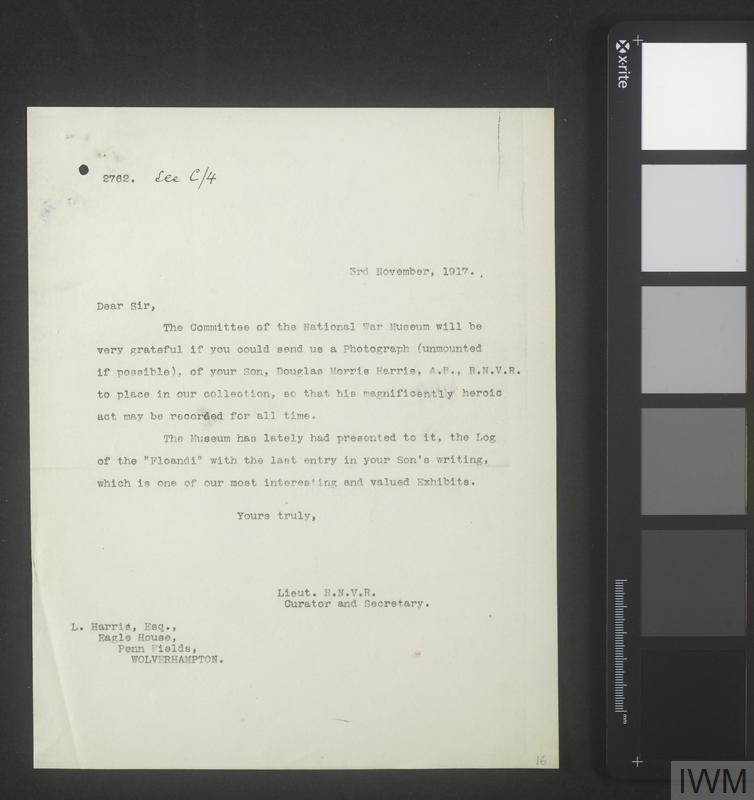 2762. See C/4
3rd November, 1917..
Dear Sir,
The Committee of the National War Museum will be
very grateful if you could send us a Photograph (unmounted
if possible), of your Son, Douglas Morris Harris, A.B., R.N.V.R.
to place in our collection, so that his magnificently heroic
act may be recorded for all time.
The Museum has lately had presented to it, the Log
of the "Floandi" with the last entry in your Son's writing,
which is one of our most interesting and valued Exhibits.
Yours truly,
Lieut. R.N.V.R.
Curator and Secretary.
L. Harris, Esq.,
Eagle House,
Penn Fields,
WOLVERHAMPTON.
16
x-rite
mm
IWM